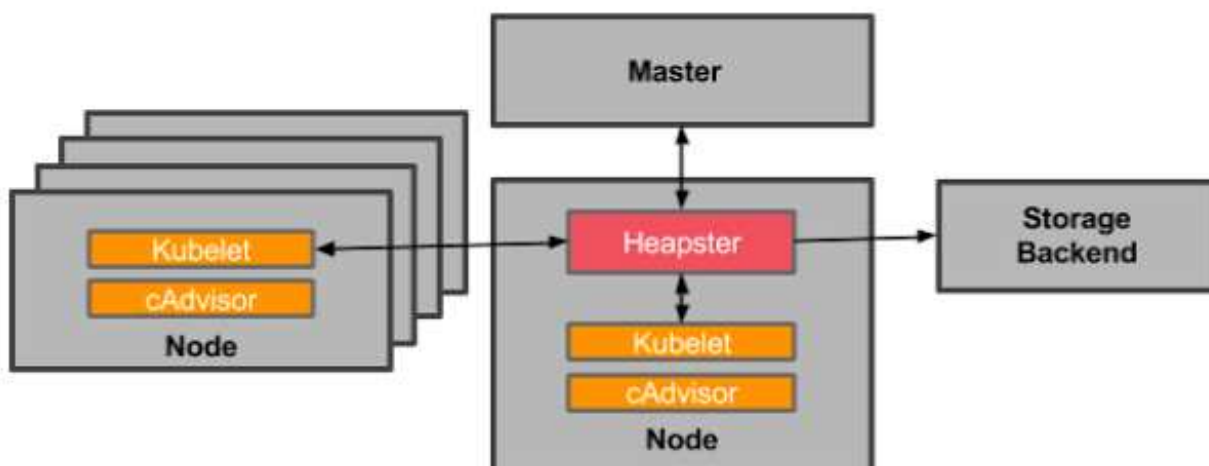 Master
Kubelet
cAdvisor
Node
Heapster
Kubelet
cAdvisor
Node
Storage
Backend